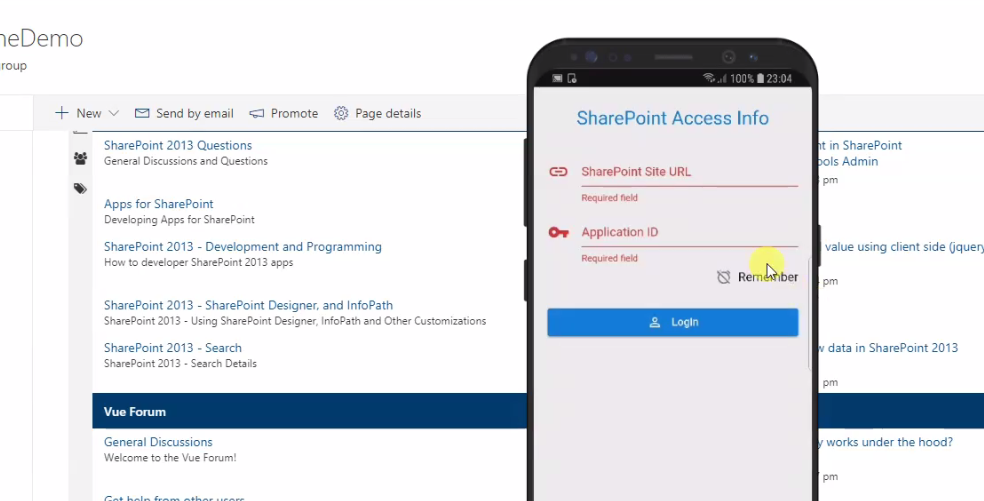 neDemo
roup
New
Send by email
Promote
Page details
SharePoint 2013 Questions
General Discussions and Questions
Apps for SharePoint
Developing Apps for SharePoint
SharePoint 2013 - Development and Programming
How to developer SharePoint 2013 apps
SharePoint 2013 - SharePoint Designer, and InfoPath
SharePoint 2013 - Using SharePoint Designer, InfoPath and Other Customizations
SharePoint 2013 - Search
SharePoint 2013 - Search Details
Vue Forum
General Discussions
Welcome to the Vue Forum!
Get help from other users
100% 23:04
SharePoint Access Info
SharePoint Site URL
Required field
Application ID
Required field
Remember
LogIn
nt in SharePoint
ools Admin
pm
value using client side (jquery
pm
w data in SharePoint 2013
pm
y works under the hood?
pm